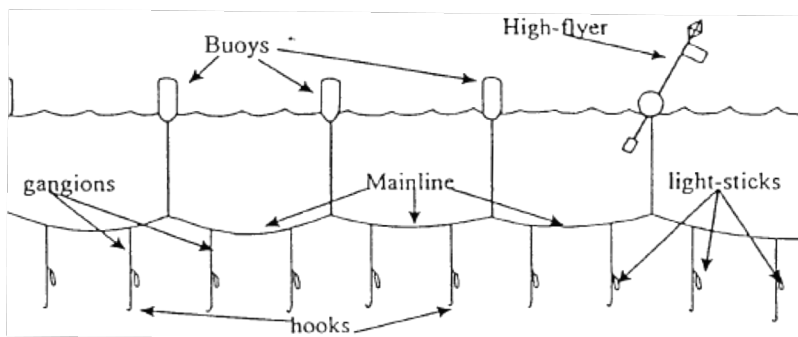 High-flyer
Buoys
gangions
Mainline
light-sticks
hooks